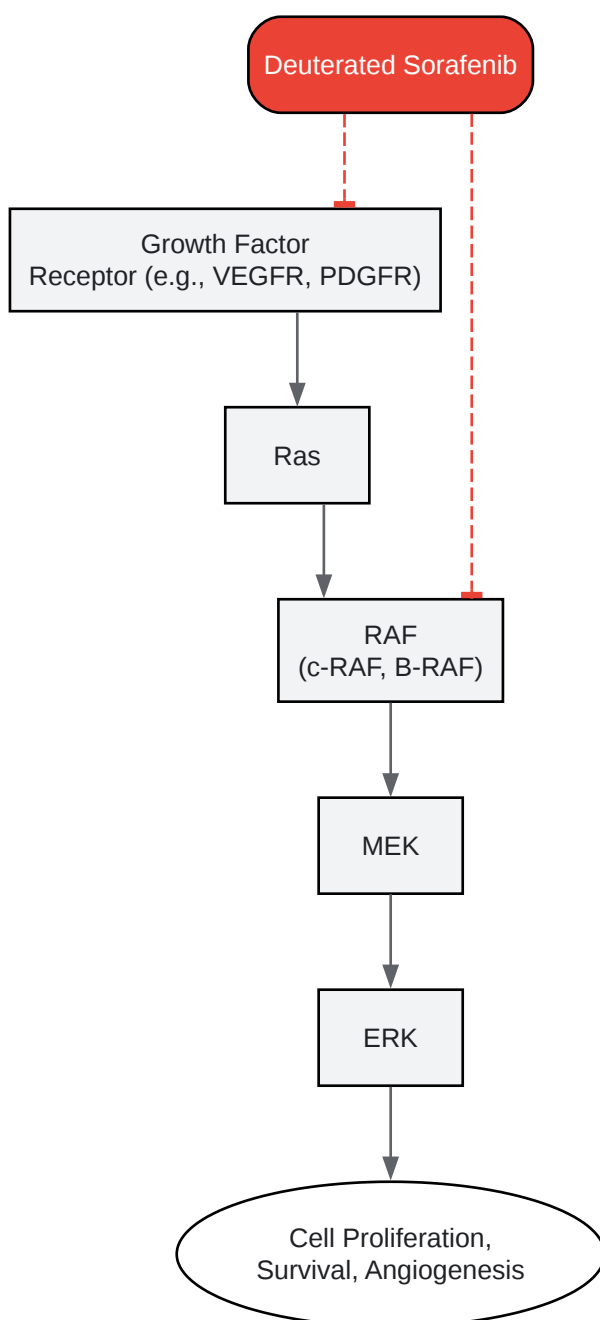 Deuterated Sorafenib
Growth Factor
Receptor (e.g., VEGFR, PDGFR)
Ras
RAF
(c-RAF, B-RAF)
MEK
ERK
Cell Proliferation,
Survival, Angiogenesis